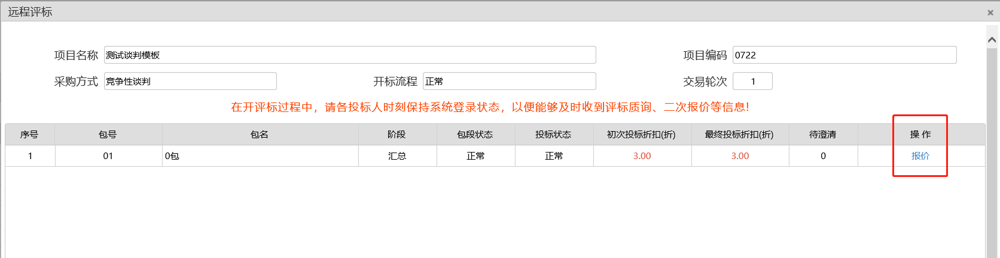 远程评标
项目名称 测试谈判模板 项目编码 0722
采购方式 竞争性谈判 开标流程 正常 交易轮次 1
在开评标过程中，请各投标人时刻保持系统登录状态，以便能够及时收到评标质询、二次报价等信息!
序号 包号 包名 阶段 包段状态 投标状态 初次投标折扣(折) 最终投标折扣(折) 待澄清 操 作
1 01 0包 汇总 正常 正常 3.00 3.00 0 报价